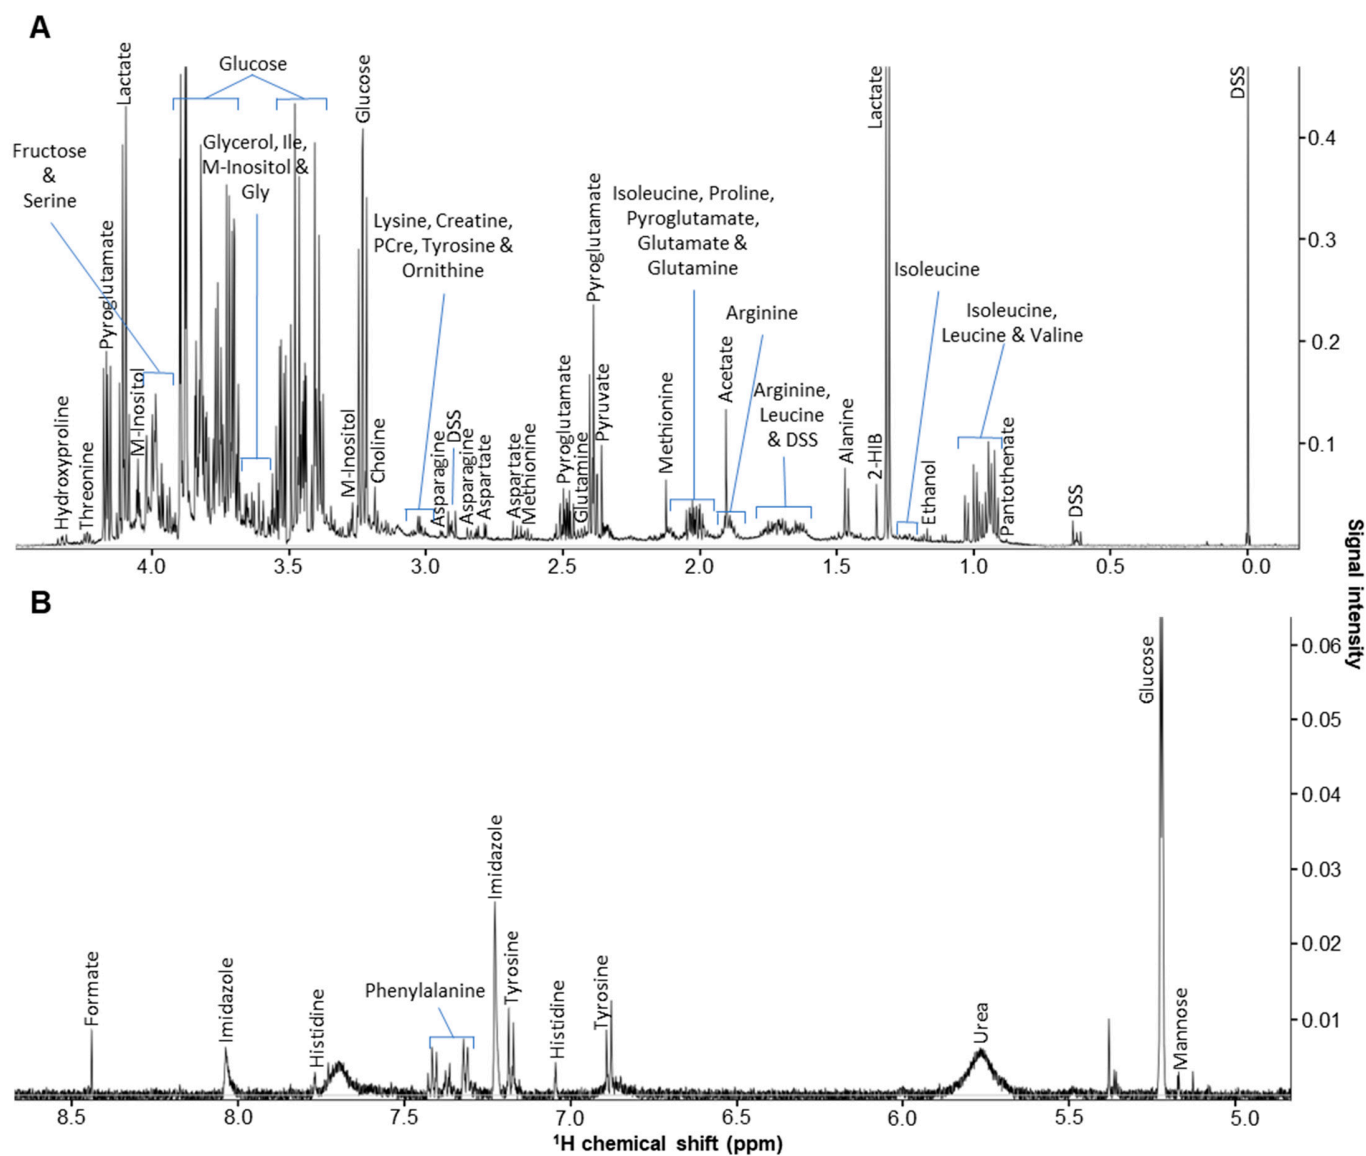 A
Lactate
Glucose
Glucose
Lactate
DSS
Fructose
&
Serine
Glycerol, Ile,
M-Inositol &
Gly
Pyroglutamate
Lysine, Creatine,
PCre, Tyrosine &
Ornithine
Pyroglutamate
Isoleucine, Proline,
Pyroglutamate,
Glutamate &
Glutamine
Arginine
Isoleucine
Isoleucine,
Leucine & Valine
Hydroxyproline
Threonine
M-Inositol
M-Inositol
Choline
Asparagine
DSS
Asparagine
Aspartate
Aspartate
Methionine
Pyroglutamate
Glutamine
Pyruvate
Methionine
Acetate
Arginine,
Leucine
& DSS
Alanine
2-HIB
Ethanol
Pantothenate
DSS
0.4
0.3
0.2
0.1
4.0 3.5 3.0 2.5 2.0 1.5 1.0 0.5 0.0
Signal intensity
B
Formate
Imidazole
Histidine
Phenylalanine
Imidazole
Tyrosine
Histidine
Tyrosine
Urea
Glucose
Mannose
0.06
0.05
0.04
0.03
0.02
0.01
8.5 8.0 7.5 7.0 6.5 6.0 5.5 5.0
¹H chemical shift (ppm)